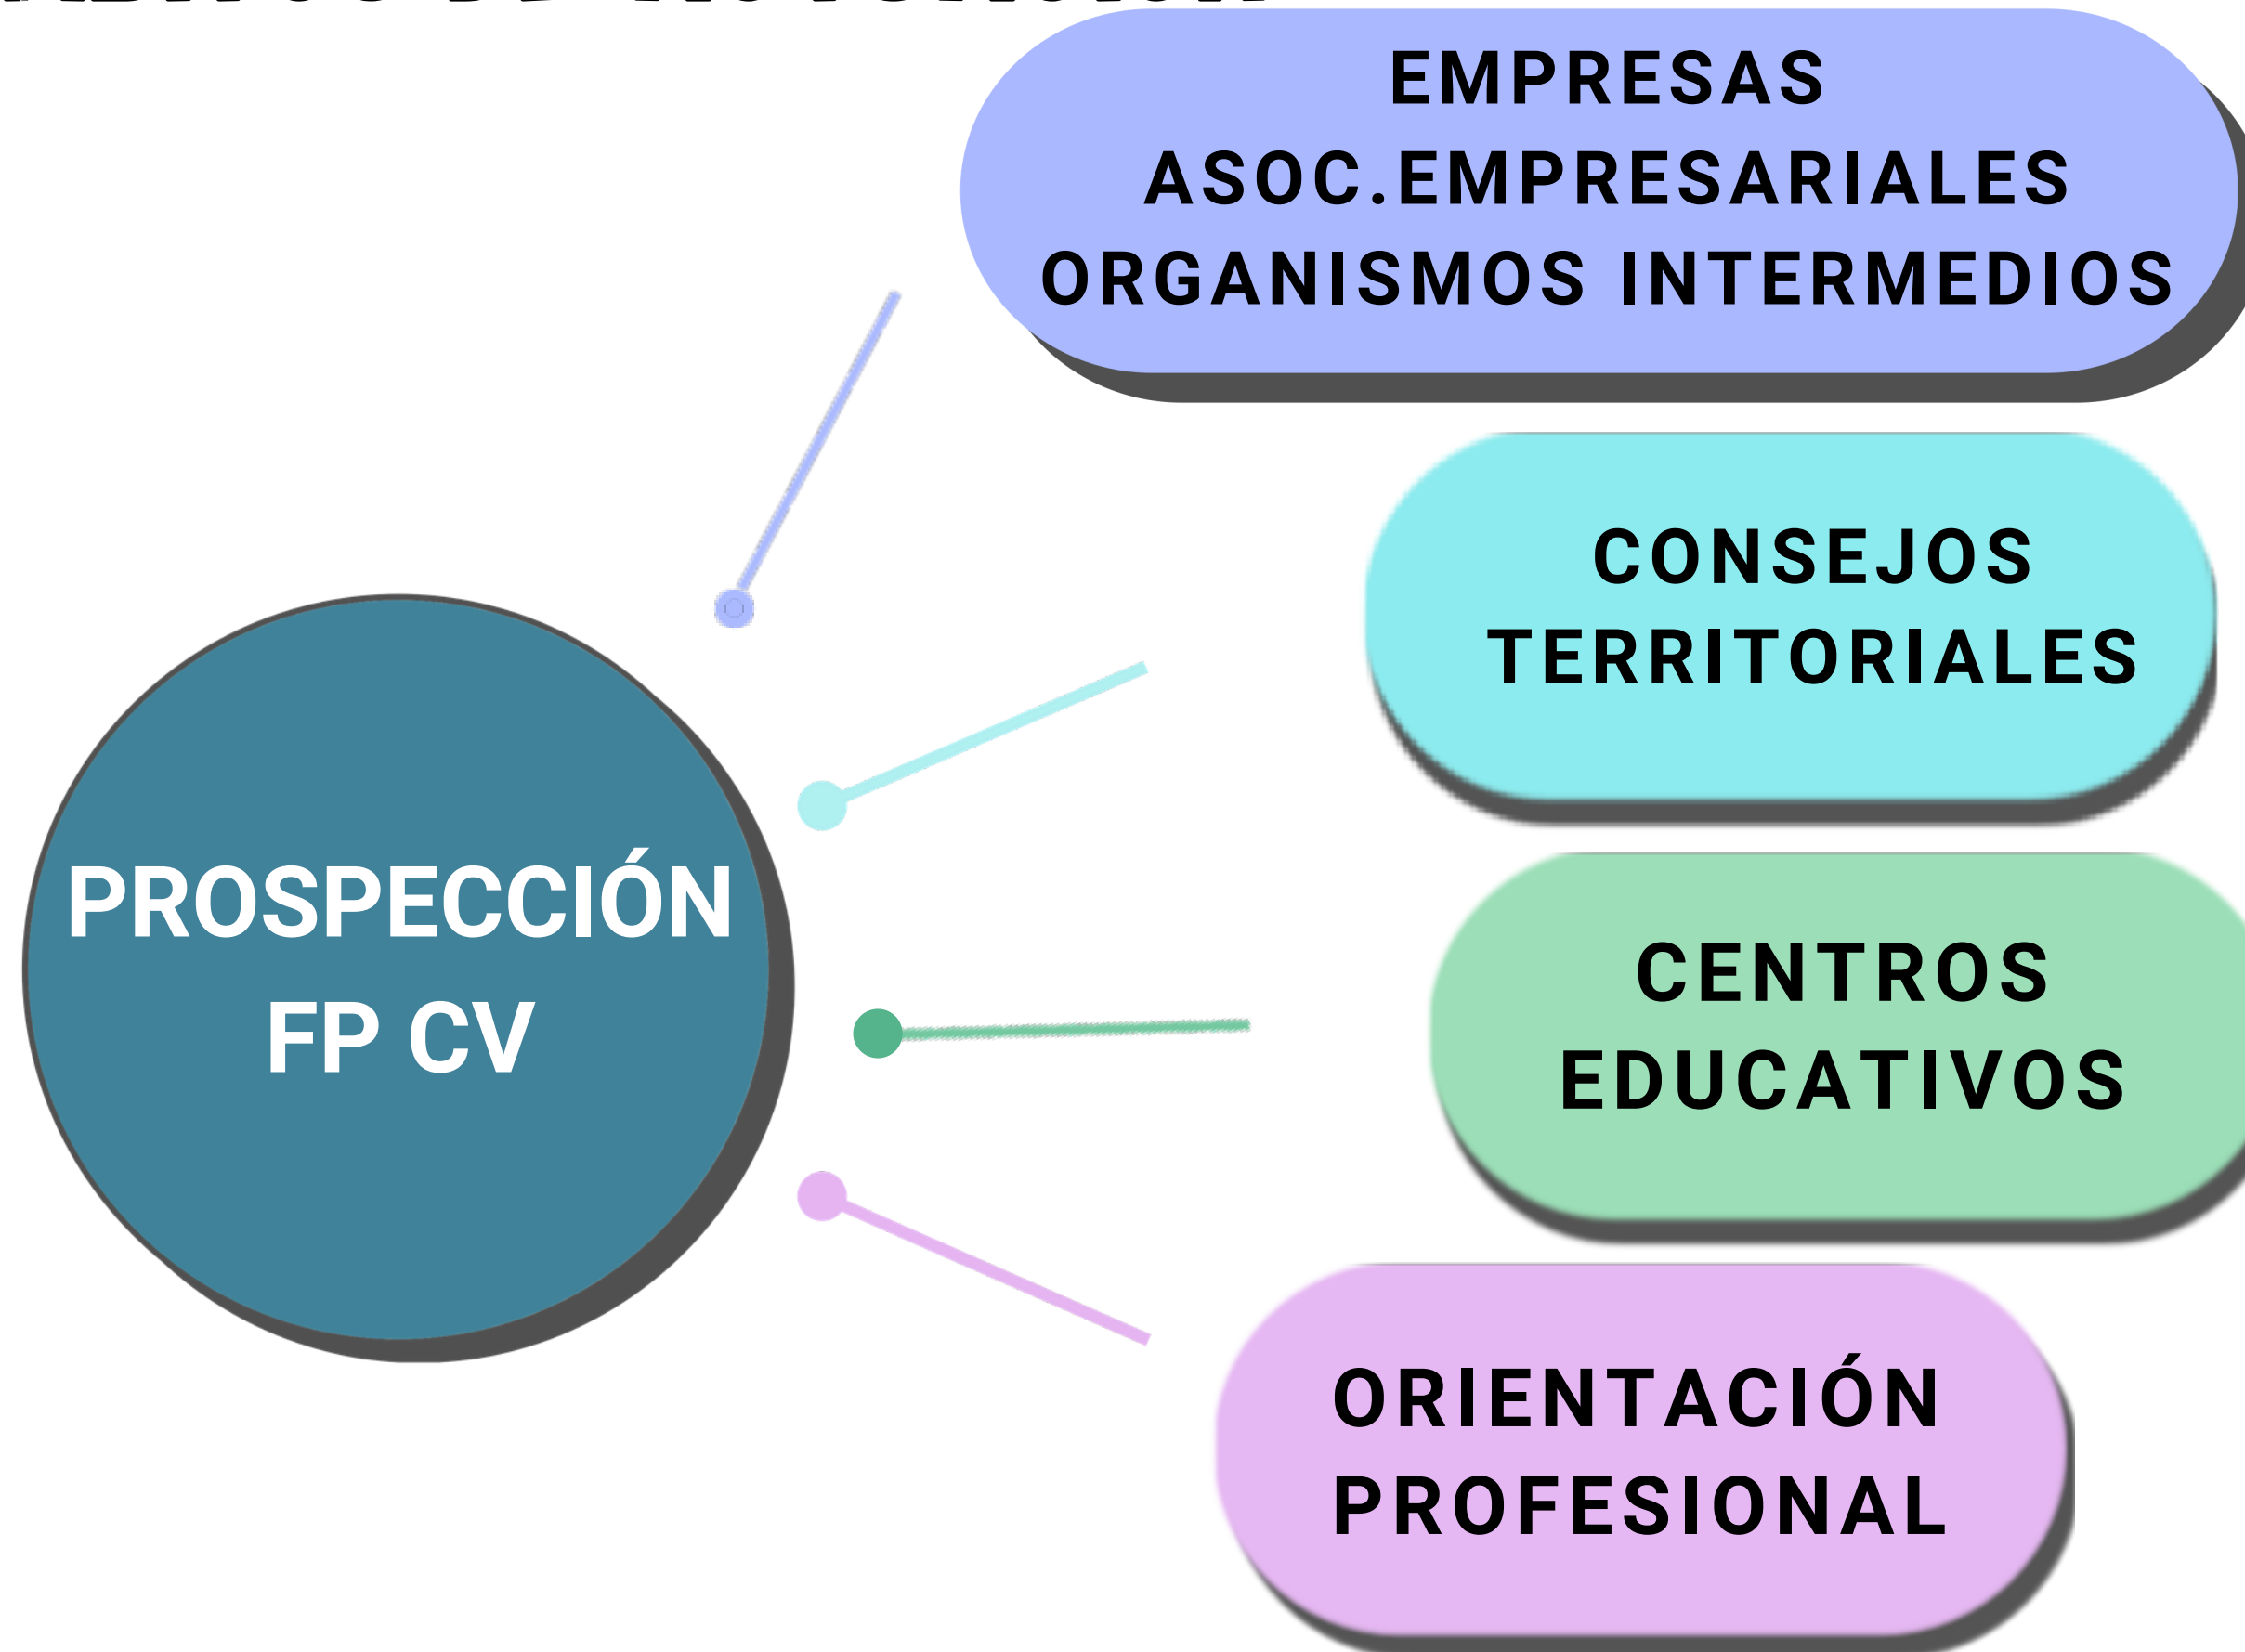 EMPRESAS
ASOC.EMPRESARIALES
ORGANISMOS INTERMEDIOS
CONSEJOS
TERRITORIALES
PROSPECCIÓN
FP CV
CENTROS
EDUCATIVOS
ORIENTACIÓN
PROFESIONAL